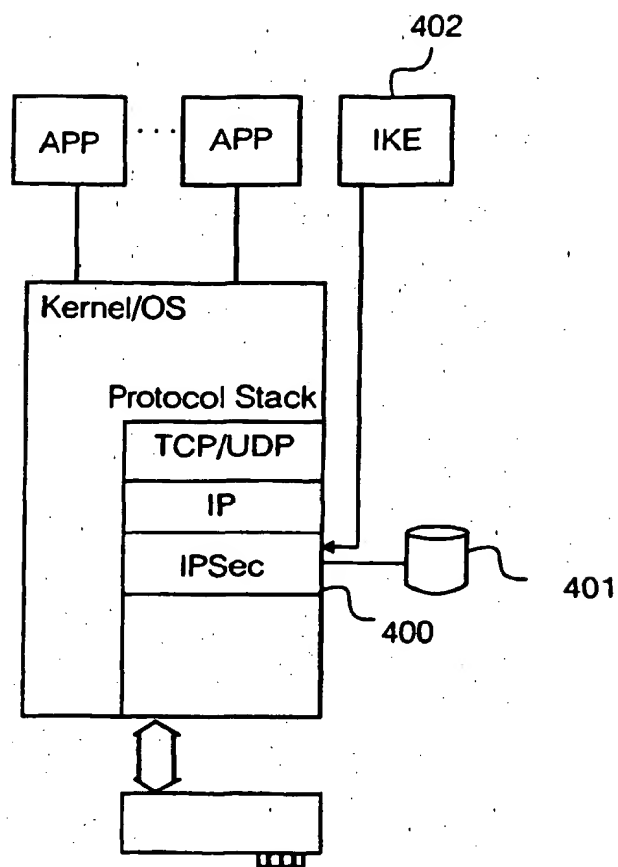 402
APP ... APP IKE
Kernel/OS
Protocol Stack
TCP/UDP
IP
IPSec
401
400